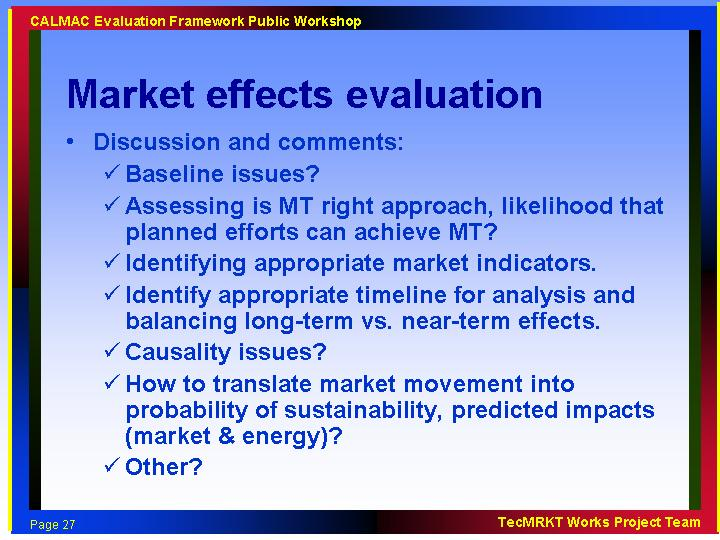 CALMAC Evaluation Framework Public Workshop
Market effects evaluation
• Discussion and comments:
✓ Baseline issues?
✓ Assessing is MT right approach, likelihood that
planned efforts can achieve MT?
✓ Identifying appropriate market indicators.
✓ Identify appropriate timeline for analysis and
balancing long-term vs. near-term effects.
✓ Causality issues?
✓ How to translate market movement into
probability of sustainability, predicted impacts
(market & energy)?
✓ Other?
Page 27
TecMRKT Works Project Team